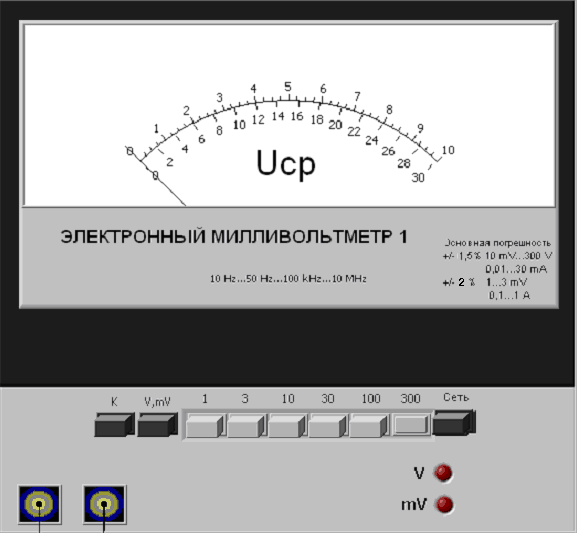 0 1 2 3 4 5 6 7 8 9 10
0 2 4 6 8 10 12 14 16 18 20 22 24 26 28 30
Uср
ЭЛЕКТРОННЫЙ МИЛЛИВОЛЬТМЕТР 1
Основная погрешность
+/- 1,5% 10 mV...300 V
0,01...30 mA
+/- 2 % 1...3 mV
0,1...1 A
10 Hz...50 Hz...100 kHz...10 MHz
K V,mV 1 3 10 30 100 300 Сеть
V
mV